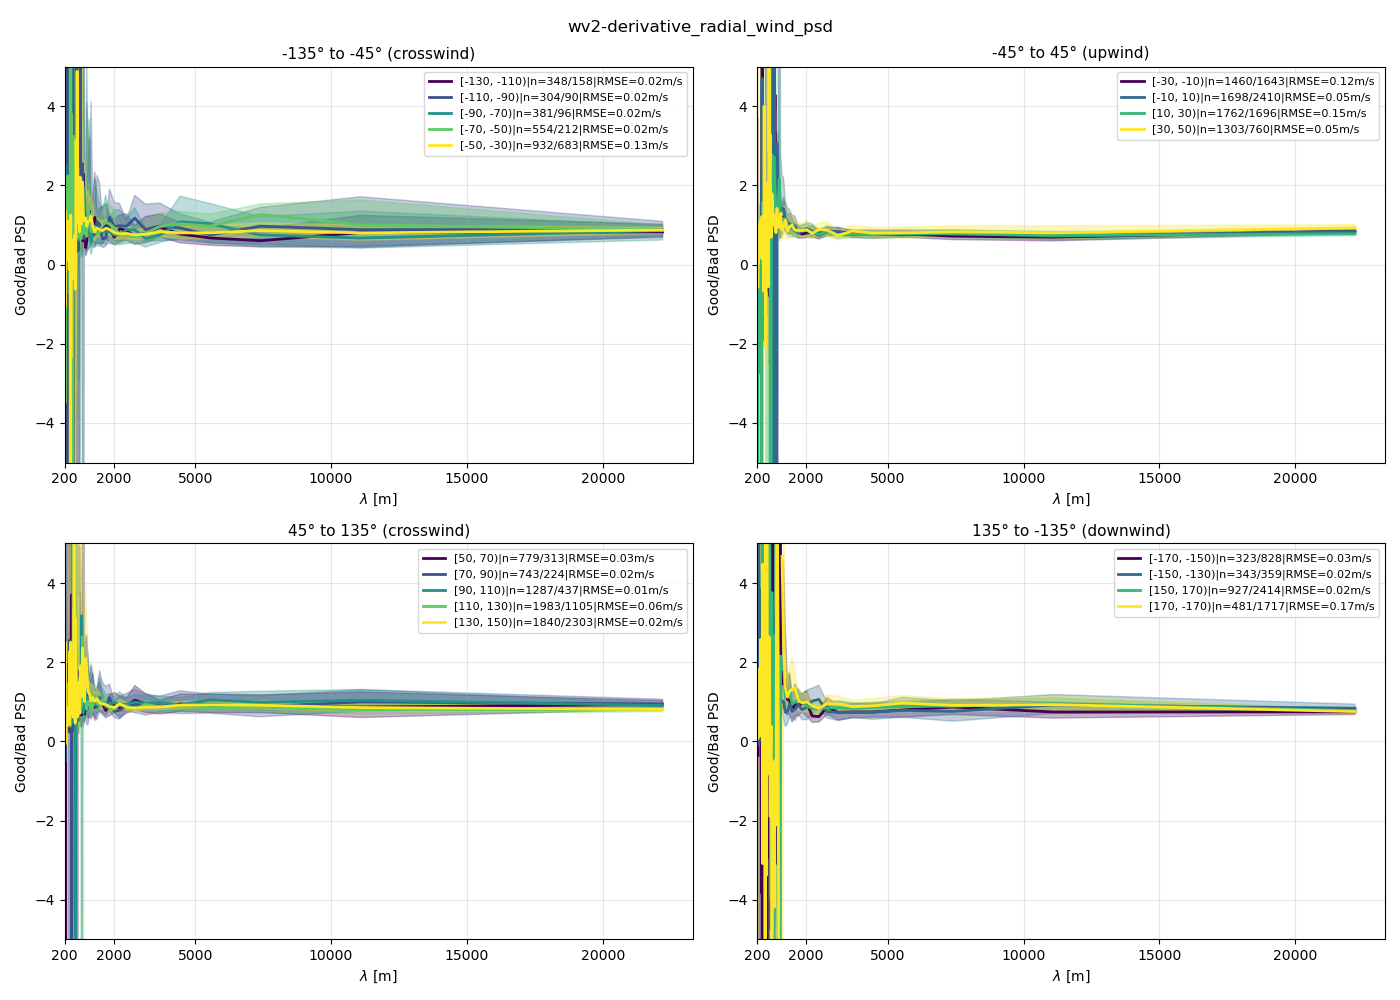 wv2-derivative_radial_wind_psd
-135° to -45° (crosswind)
Good/Bad PSD
4
2
0
−2
−4
[-130, -110)|n=348/158|RMSE=0.02m/s
[-110, -90)|n=304/90|RMSE=0.02m/s
[-90, -70)|n=381/96|RMSE=0.02m/s
[-70, -50)|n=554/212|RMSE=0.02m/s
[-50, -30)|n=932/683|RMSE=0.13m/s
200 2000 5000 10000 15000 20000
λ [m]
-45° to 45° (upwind)
Good/Bad PSD
4
2
0
−2
−4
[-30, -10)|n=1460/1643|RMSE=0.12m/s
[-10, 10)|n=1698/2410|RMSE=0.05m/s
[10, 30)|n=1762/1696|RMSE=0.15m/s
[30, 50)|n=1303/760|RMSE=0.05m/s
200 2000 5000 10000 15000 20000
λ [m]
45° to 135° (crosswind)
Good/Bad PSD
4
2
0
−2
−4
[50, 70)|n=779/313|RMSE=0.03m/s
[70, 90)|n=743/224|RMSE=0.02m/s
[90, 110)|n=1287/437|RMSE=0.01m/s
[110, 130)|n=1983/1105|RMSE=0.06m/s
[130, 150)|n=1840/2303|RMSE=0.02m/s
200 2000 5000 10000 15000 20000
λ [m]
135° to -135° (downwind)
Good/Bad PSD
4
2
0
−2
−4
[-170, -150)|n=323/828|RMSE=0.03m/s
[-150, -130)|n=343/359|RMSE=0.02m/s
[150, 170)|n=927/2414|RMSE=0.02m/s
[170, -170)|n=481/1717|RMSE=0.17m/s
200 2000 5000 10000 15000 20000
λ [m]